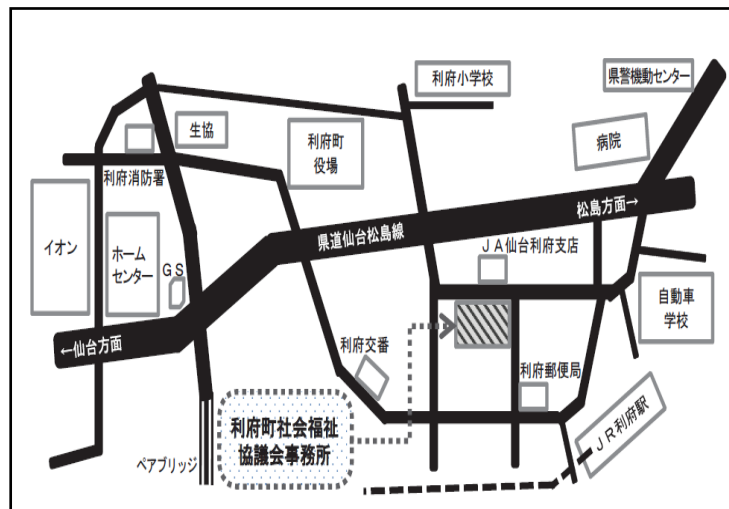 利府小学校
県警機動センター
生協
利府町
役場
病院
利府消防署
イオン
ホーム
センター
GS
県道仙台松島線
松島方面→
JA仙台利府支店
自動車
学校
←仙台方面
利府交番
利府郵便局
利府町社会福祉
協議会事務所
JR利府駅
ペアブリッジ